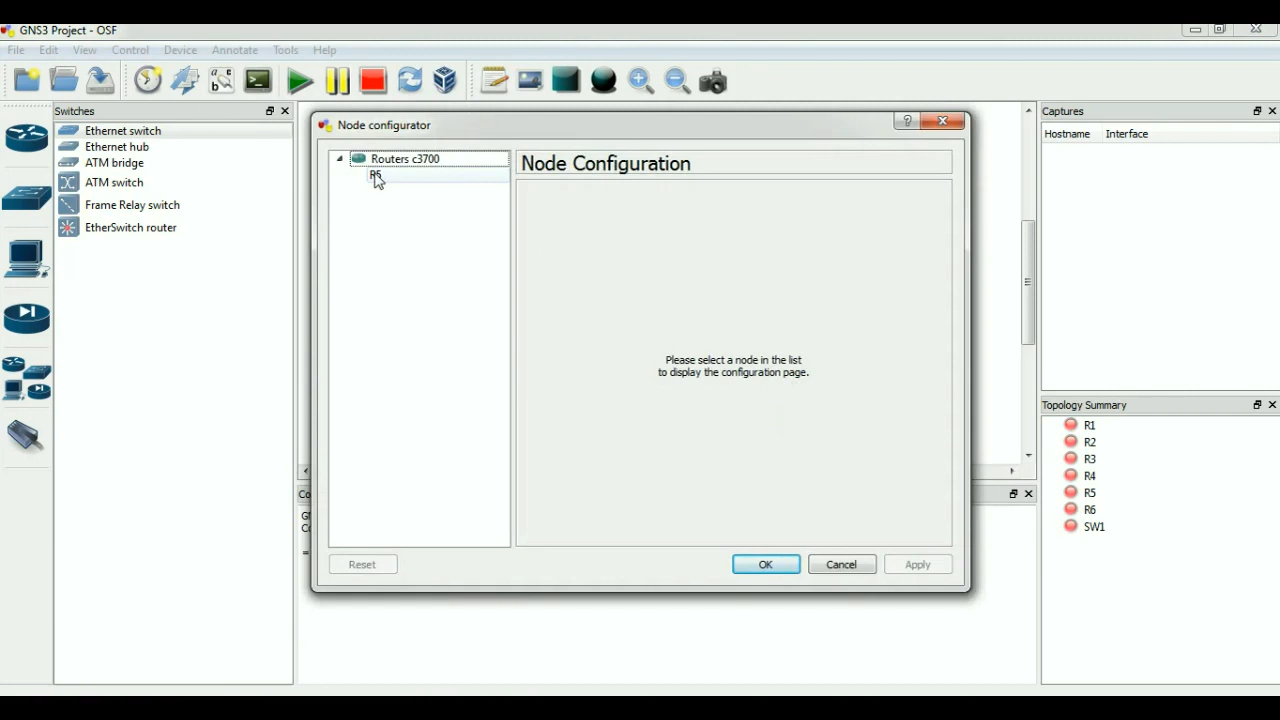 GNS3 Project - OSF
File Edit View Control Device Annotate Tools Help
Switches
Ethernet switch
Ethernet hub
ATM bridge
ATM switch
Frame Relay switch
EtherSwitch router
Node configurator
Routers c3700
Node Configuration
Please select a node in the list
to display the configuration page.
Reset
OK
Cancel
Apply
Captures
Hostname Interface
Topology Summary
R1
R2
R3
R4
R5
R6
SW1